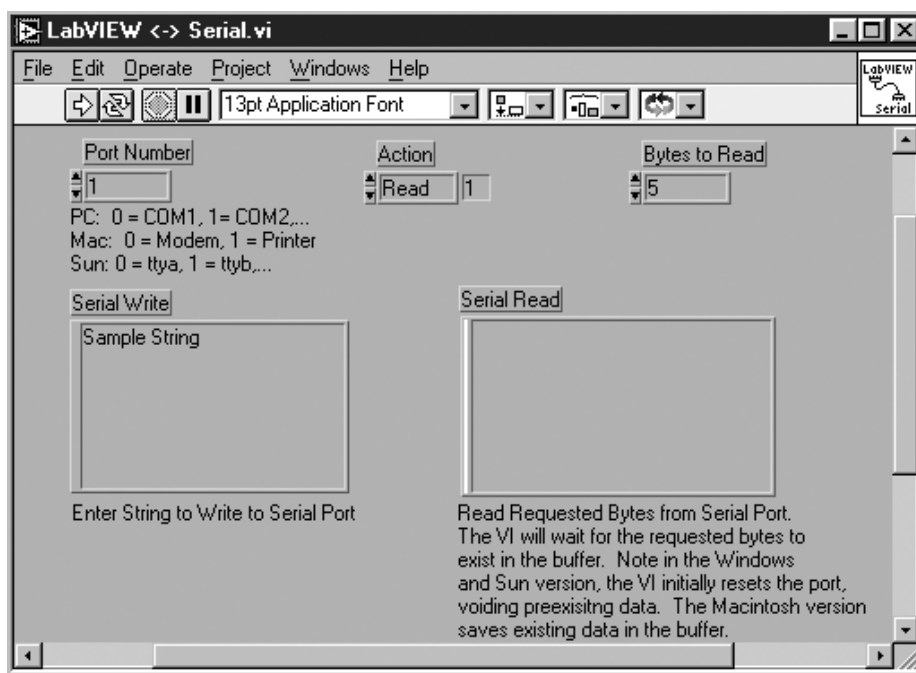 LabVIEW <-> Serial.vi
File Edit Operate Project Windows Help
LabVIEW
Serial
13pt Application Font
Port Number
Action
Bytes to Read
1
Read
1
5
PC: 0 = COM1, 1= COM2,...
Mac: 0 = Modem, 1 = Printer
Sun: 0 = ttya, 1 = ttyb,...
Serial Write
Serial Read
Sample String
Enter String to Write to Serial Port
Read Requested Bytes from Serial Port.
The VI will wait for the requested bytes to
exist in the buffer. Note in the Windows
and Sun version, the VI initially resets the port,
voiding preexisitng data. The Macintosh version
saves existing data in the buffer.